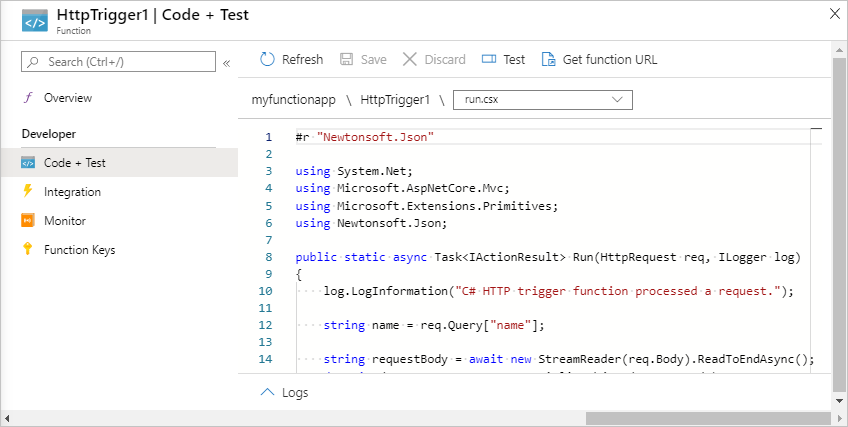 HttpTrigger1 | Code + Test
Function
Search (Ctrl+/)
Overview
Developer
Code + Test
Integration
Monitor
Function Keys
Refresh Save Discard Test Get function URL
myfunctionapp \ HttpTrigger1 \ run.csx
1 #r "Newtonsoft.Json"
2
3 using System.Net;
4 using Microsoft.AspNetCore.Mvc;
5 using Microsoft.Extensions.Primitives;
6 using Newtonsoft.Json;
7
8 public static async Task<IActionResult> Run(HttpRequest req, ILogger log)
9 {
10 log.LogInformation("C# HTTP trigger function processed a request.");
11
12 string name = req.Query["name"];
13
14 string requestBody = await new StreamReader(req.Body).ReadToEndAsync();
Logs